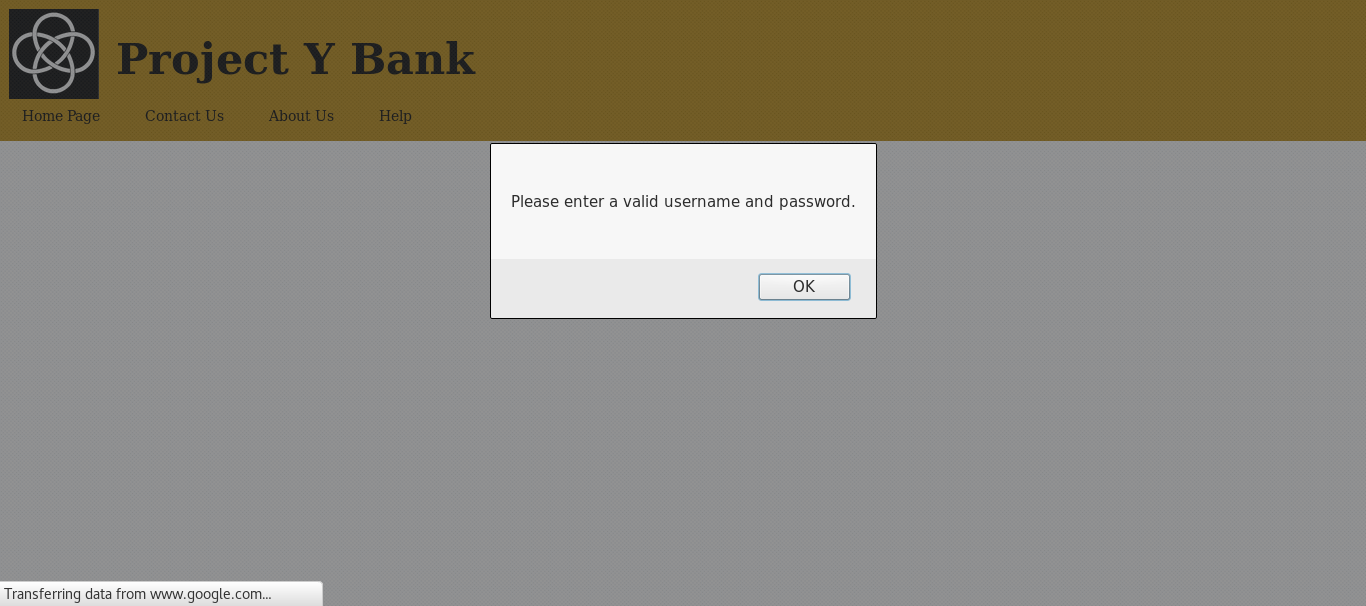 Project Y Bank
Home Page Contact Us About Us Help
Please enter a valid username and password.
OK
Transferring data from www.google.com...